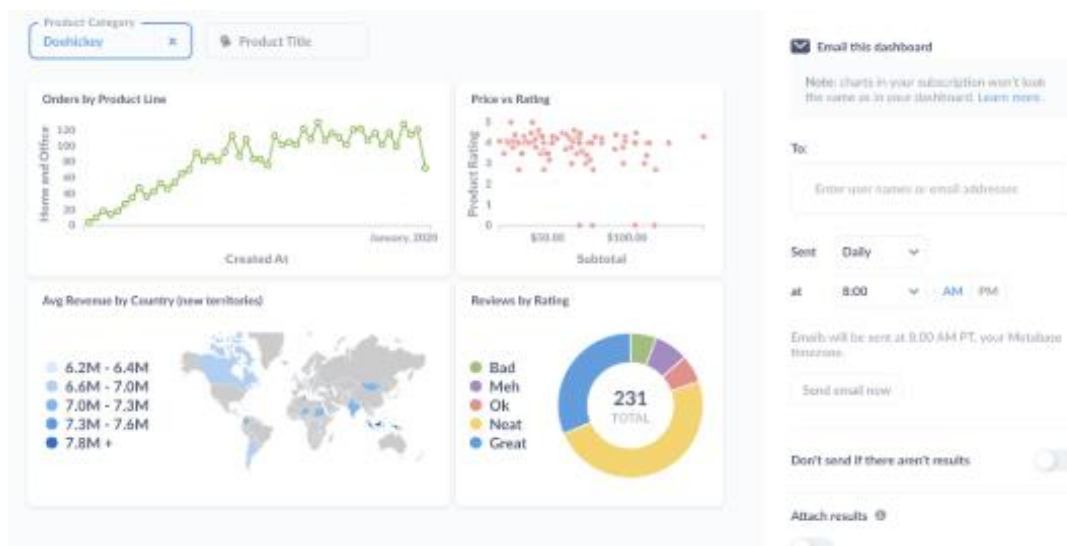 Product Category
Doohickey
Product Title
Orders by Product Line
Home and Office
120
100
80
60
40
20
0
January, 2020
Created At
Price vs Rating
Product Rating
5
4
3
2
1
0
$50.00
$100.00
Subtotal
Avg Revenue by Country (new territories)
6.2M - 6.4M
6.6M - 7.0M
7.0M - 7.3M
7.3M - 7.6M
7.8M +
Reviews by Rating
Bad
Meh
Ok
Neat
Great
231
TOTAL
Email this dashboard
Note: charts in your subscription won't look
the same as in your dashboard. Learn more.
To:
Enter user names or email addresses
Sent Daily
at 8:00 AM PM
Emails will be sent at 8:00 AM PT, your Metabase
timezone.
Send email now
Don't send if there aren't results
Attach results